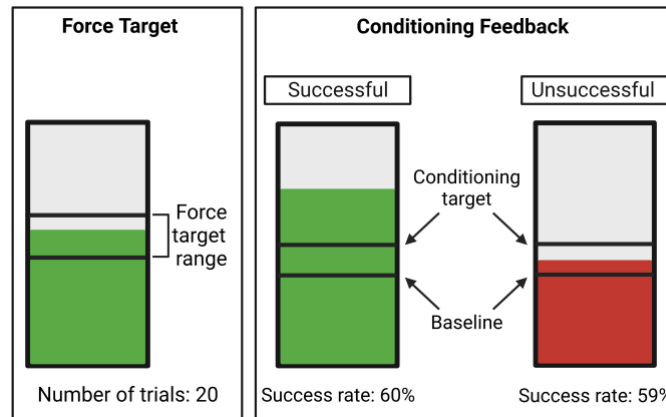 Force Target
Force
target
range
Number of trials: 20
Conditioning Feedback
Successful
Unsuccessful
Conditioning
target
Baseline
Success rate: 60%
Success rate: 59%